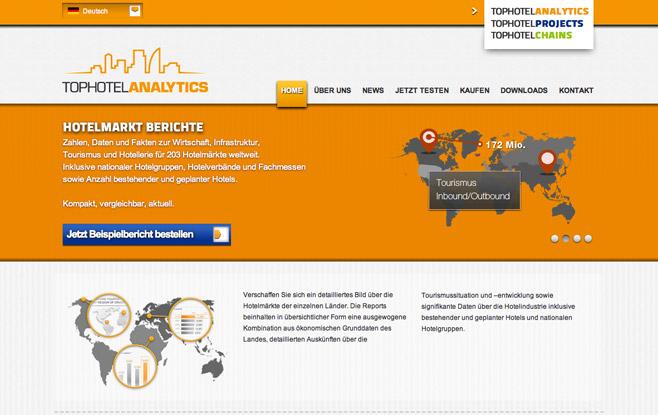 Deutsch
TOPHOTELANALYTICS
TOPHOTELPROJECTS
TOPHOTELCHAINS
TOPHOTELANALYTICS
HOME ÜBER UNS NEWS JETZT TESTEN KAUFEN DOWNLOADS KONTAKT
HOTELMARKT BERICHTE
Zahlen, Daten und Fakten zur Wirtschaft, Infrastruktur,
Tourismus und Hotellerie für 203 Hotelmärkte weltweit.
Inklusive nationaler Hotelgruppen, Hotelverbände und Fachmessen
sowie Anzahl bestehender und geplanter Hotels.
Kompakt, vergleichbar, aktuell.
Jetzt Beispielbericht bestellen
172 Mio.
Tourismus
Inbound/Outbound
Verschaffen Sie sich ein detailliertes Bild über die
Hotelmärkte der einzelnen Länder. Die Reports
beinhalten in übersichtlicher Form eine ausgewogene
Kombination aus ökonomischen Grunddaten des
Landes, detaillierten Auskünften über die
Tourismussituation und –entwicklung sowie
signifikante Daten über die Hotelindustrie inklusive
bestehender und geplanter Hotels und nationalen
Hotelgruppen.